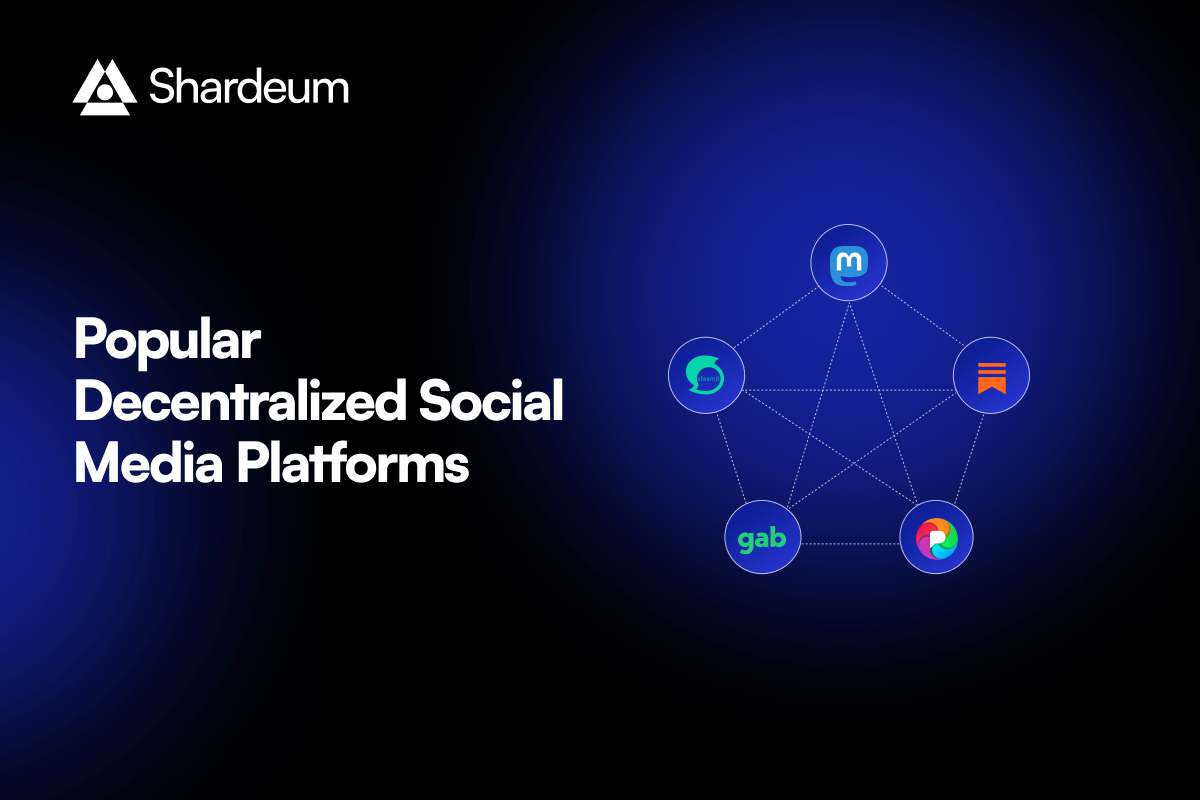 Shardeum
Popular
Decentralized Social
Media Platforms
m
gab
P